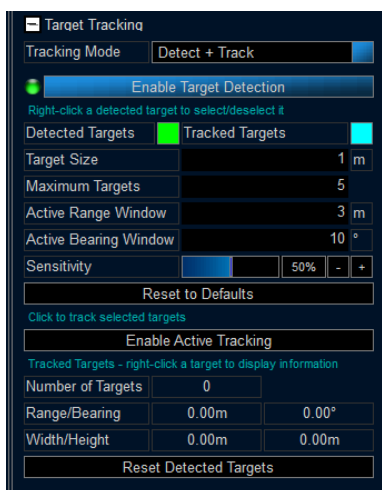 Target Tracking
Tracking Mode Detect + Track
Enable Target Detection
Right-click a detected target to select/deselect it
Detected Targets Tracked Targets
Target Size 1 m
Maximum Targets 5
Active Range Window 3 m
Active Bearing Window 10 °
Sensitivity 50% - +
Reset to Defaults
Click to track selected targets
Enable Active Tracking
Tracked Targets - right-click a target to display information
Number of Targets 0
Range/Bearing 0.00m 0.00°
Width/Height 0.00m 0.00m
Reset Detected Targets